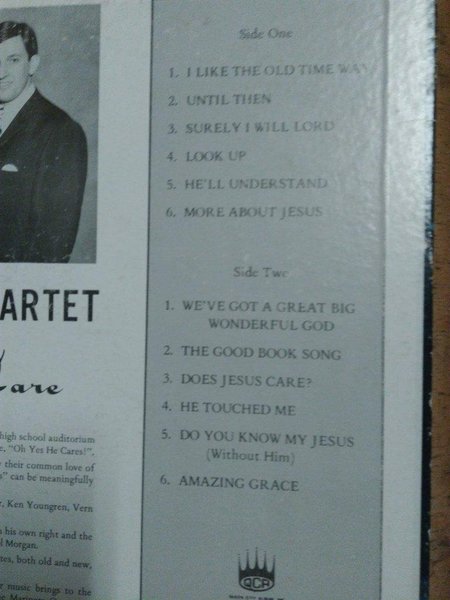 ARTET
are
high school auditorium
e, "Oh Yes He Cares!",
their common love of
s" can be meaningfully
r, Ken Youngren, Vern
his own right and the
l Morgan.
tes, both old and new,
r music brings to the
Side One
1. I LIKE THE OLD TIME WAY
2. UNTIL THEN
3. SURELY I WILL LORD
4. LOOK UP
5. HE'LL UNDERSTAND
6. MORE ABOUT JESUS
Side Two
1. WE'VE GOT A GREAT BIG
WONDERFUL GOD
2. THE GOOD BOOK SONG
3. DOES JESUS CARE?
4. HE TOUCHED ME
5. DO YOU KNOW MY JESUS
(Without Him)
6. AMAZING GRACE
QCA